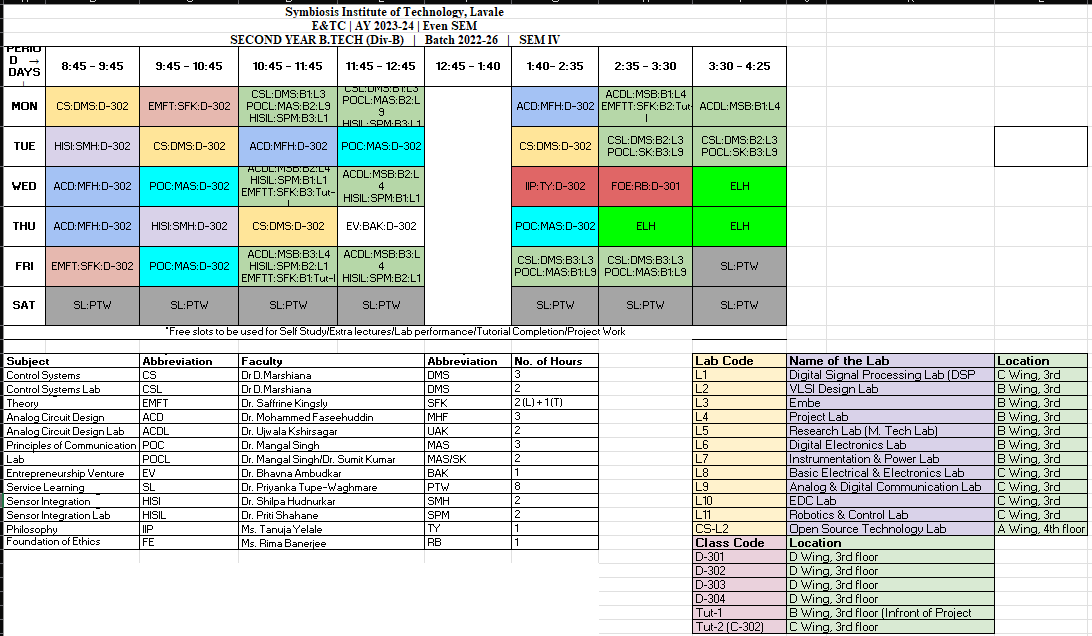 Symbiosis Institute of Technology, Lavale
E&TC | AY 2023-24 | Even SEM
SECOND YEAR B.TECH (Div-B) | Batch 2022-26 | SEM IV
PERIO
D →
DAYS
↓
8:45 - 9:45
9:45 - 10:45
10:45 - 11:45
11:45 - 12:45
12:45 - 1:40
1:40- 2:35
2:35 - 3:30
3:30 - 4:25
MON
CS:DMS:D-302
EMFT:SFK:D-302
CSL:DMS:B1:L3
POCL:MAS:B2:L9
HISIL:SPM:B3:L1
CSL:DMS:B1:L3
POCL:MAS:B2:L
9
HISIL:SPM:B3:L1
ACD:MFH:D-302
ACDL:MSB:B1:L4
EMFTT:SFK:B2:Tut-
I
ACDL:MSB:B1:L4
TUE
HISI:SMH:D-302
CS:DMS:D-302
ACD:MFH:D-302
POC:MAS:D-302
CS:DMS:D-302
CSL:DMS:B2:L3
POCL:SK:B3:L9
CSL:DMS:B2:L3
POCL:SK:B3:L9
WED
ACD:MFH:D-302
POC:MAS:D-302
ACDL:MSB:B2:L4
HISIL:SPM:B1:L1
EMFTT:SFK:B3:Tut-
I
ACDL:MSB:B2:L
4
HISIL:SPM:B1:L1
IIP:TY:D-302
FOE:RB:D-301
ELH
THU
ACD:MFH:D-302
HISI:SMH:D-302
CS:DMS:D-302
EV:BAK:D-302
POC:MAS:D-302
ELH
ELH
FRI
EMFT:SFK:D-302
POC:MAS:D-302
ACDL:MSB:B3:L4
HISIL:SPM:B2:L1
EMFTT:SFK:B1:Tut-I
ACDL:MSB:B3:L
4
HISIL:SPM:B2:L1
CSL:DMS:B3:L3
POCL:MAS:B1:L9
CSL:DMS:B3:L3
POCL:MAS:B1:L9
SL:PTW
SAT
SL:PTW
SL:PTW
SL:PTW
SL:PTW
SL:PTW
SL:PTW
SL:PTW
*Free slots to be used for Self Study/Extra lectures/Lab performance/Tutorial Completion/Project Work
Subject Abbreviation Faculty Abbreviation No. of Hours
Control Systems CS Dr D.Marshiana DMS 3
Control Systems Lab CSL Dr D.Marshiana DMS 2
Theory EMFT Dr. Saffrine Kingsly SFK 2 (L) + 1 (T)
Analog Circuit Design ACD Dr. Mohammed Faseehuddin MHF 3
Analog Circuit Design Lab ACDL Dr. Ujwala Kshirsagar UAK 2
Principles of Communication POC Dr. Mangal Singh MAS 3
Lab POCL Dr. Mangal Singh/Dr. Sumit Kumar MAS/SK 2
Entrepreneurship Venture EV Dr. Bhavna Ambudkar BAK 1
Service Learning SL Dr. Priyanka Tupe-Waghmare PTW 8
Sensor Integration HISI Dr. Shilpa Hudnurkar SMH 2
Sensor Integration Lab HISIL Dr. Priti Shahane SPM 2
Philosophy IIP Ms. Tanuja Yelale TY 1
Foundation of Ethics FE Ms. Rima Banerjee RB 1
Lab Code Name of the Lab Location
L1 Digital Signal Processing Lab (DSP C Wing, 3rd
L2 VLSI Design Lab B Wing, 3rd
L3 Embe B Wing, 3rd
L4 Project Lab B Wing, 3rd
L5 Research Lab (M. Tech Lab) B Wing, 3rd
L6 Digital Electronics Lab B Wing, 3rd
L7 Instrumentation & Power Lab B Wing, 3rd
L8 Basic Electrical & Electronics Lab C Wing, 3rd
L9 Analog & Digital Communication Lab C Wing, 3rd
L10 EDC Lab C Wing, 3rd
L11 Robotics & Control Lab C Wing, 3rd
CS-L2 Open Source Technology Lab A Wing, 4th floor
Class Code Location
D-301 D Wing, 3rd floor
D-302 D Wing, 3rd floor
D-303 D Wing, 3rd floor
D-304 D Wing, 3rd floor
Tut-1 B Wing, 3rd floor (Infront of Project
Tut-2 (C-302) C Wing, 3rd floor